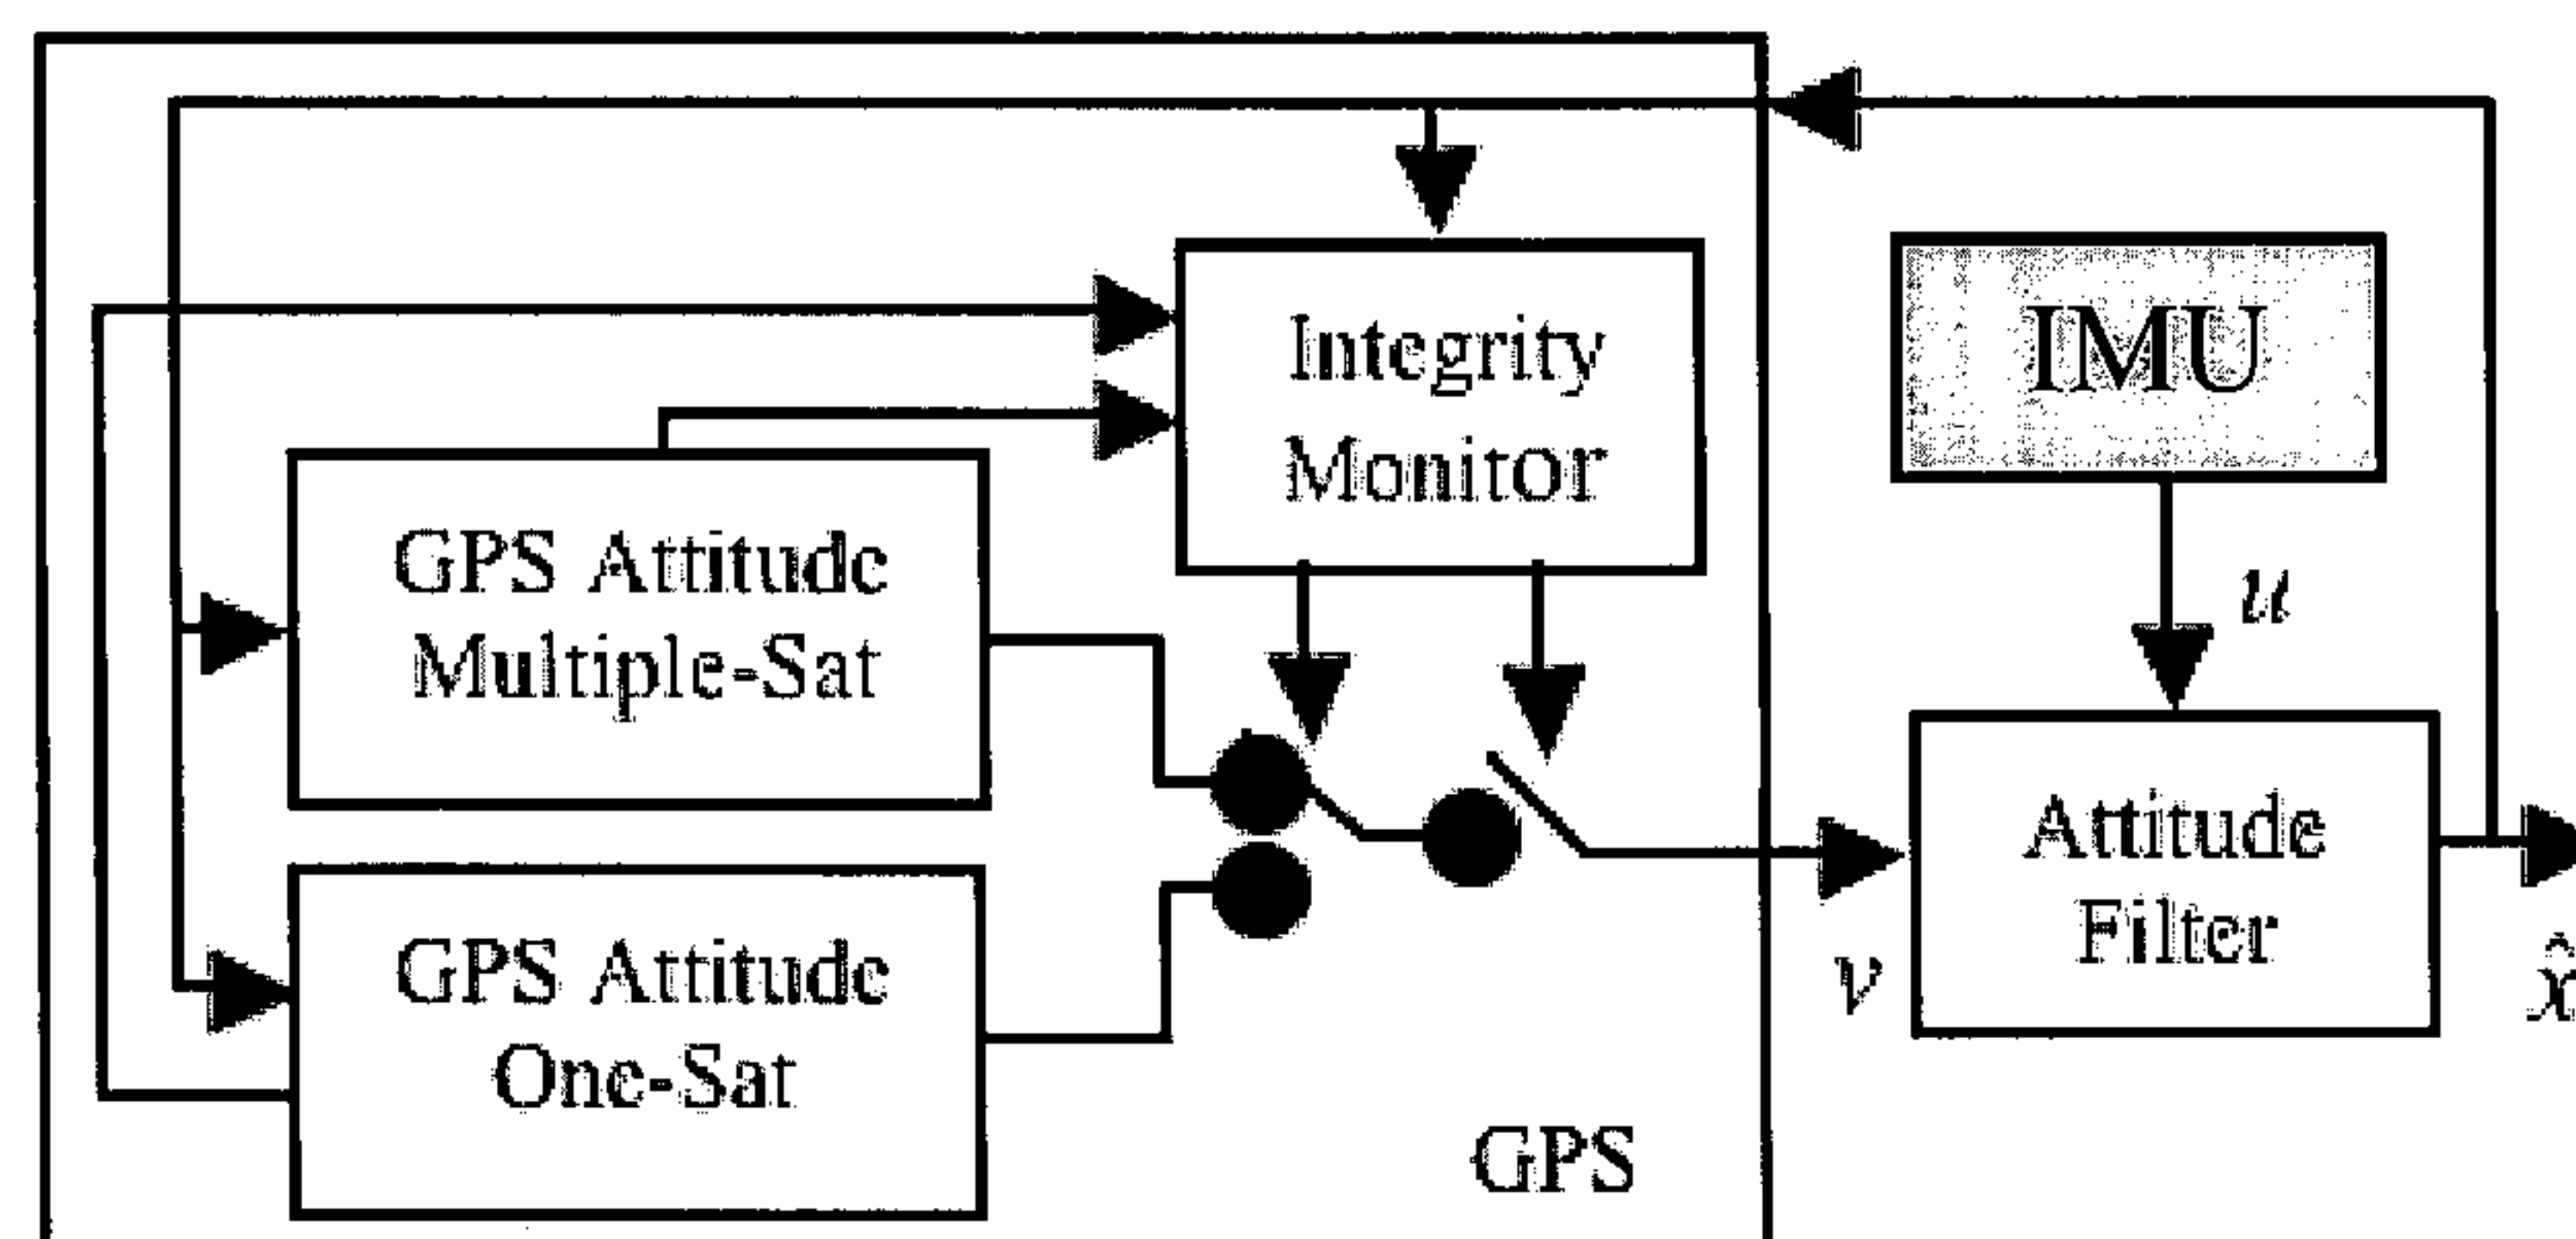 Integrity
Monitor
IMU
GPS Attitude
Multiple-Sat
u
GPS Attitude
One-Sat
Attitude
Filter
v
x̂
GPS